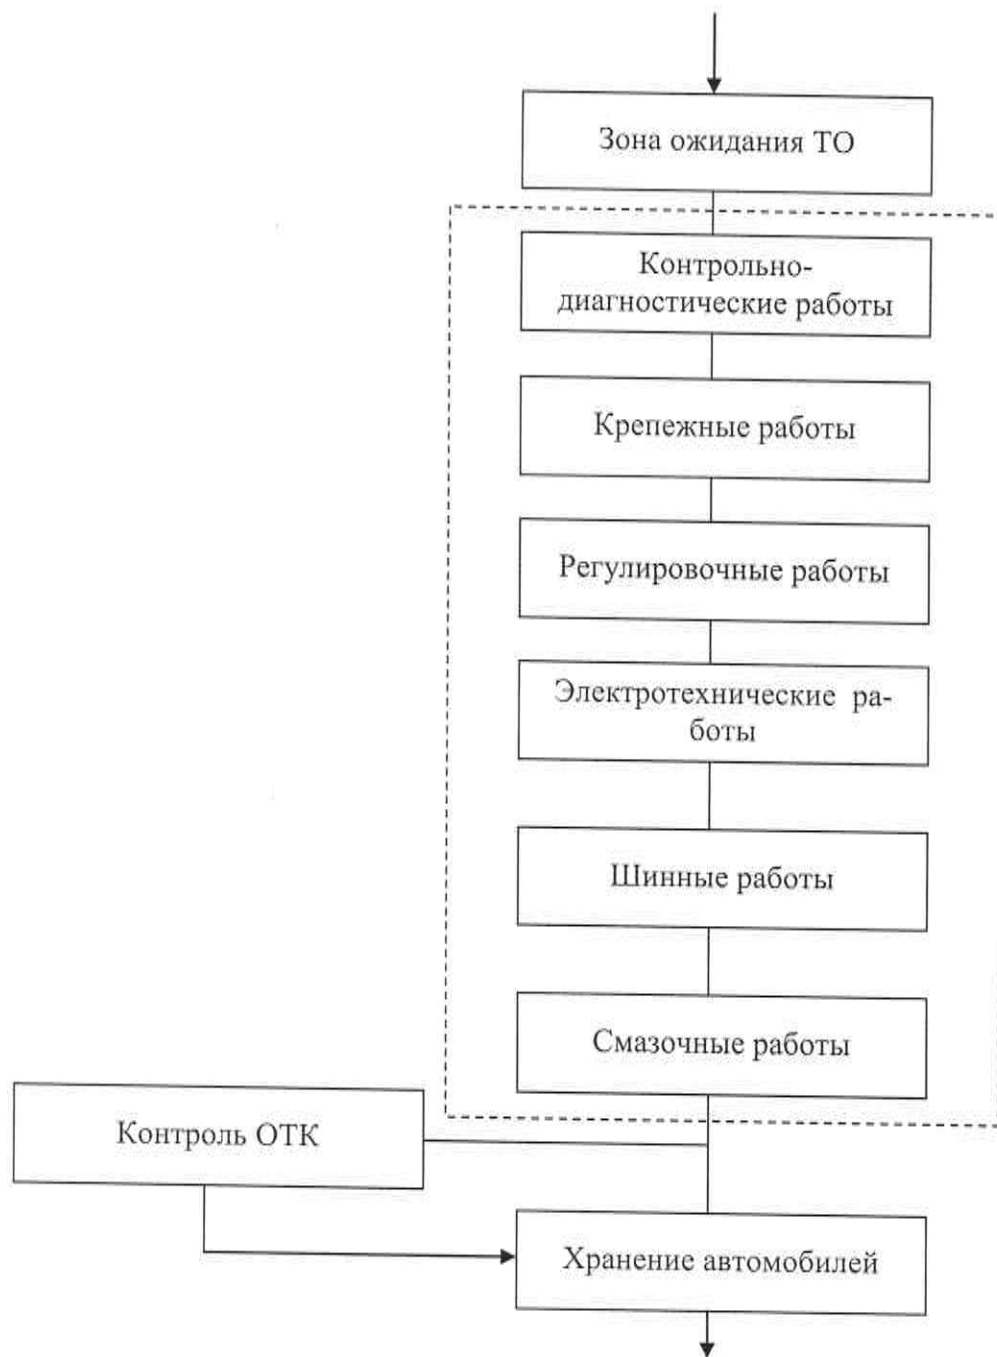 Зона ожидания ТО
Контрольно-
диагностические работы
Крепежные работы
Регулировочные работы
Электротехнические ра-
боты
Шинные работы
Смазочные работы
Контроль ОТК
Хранение автомобилей